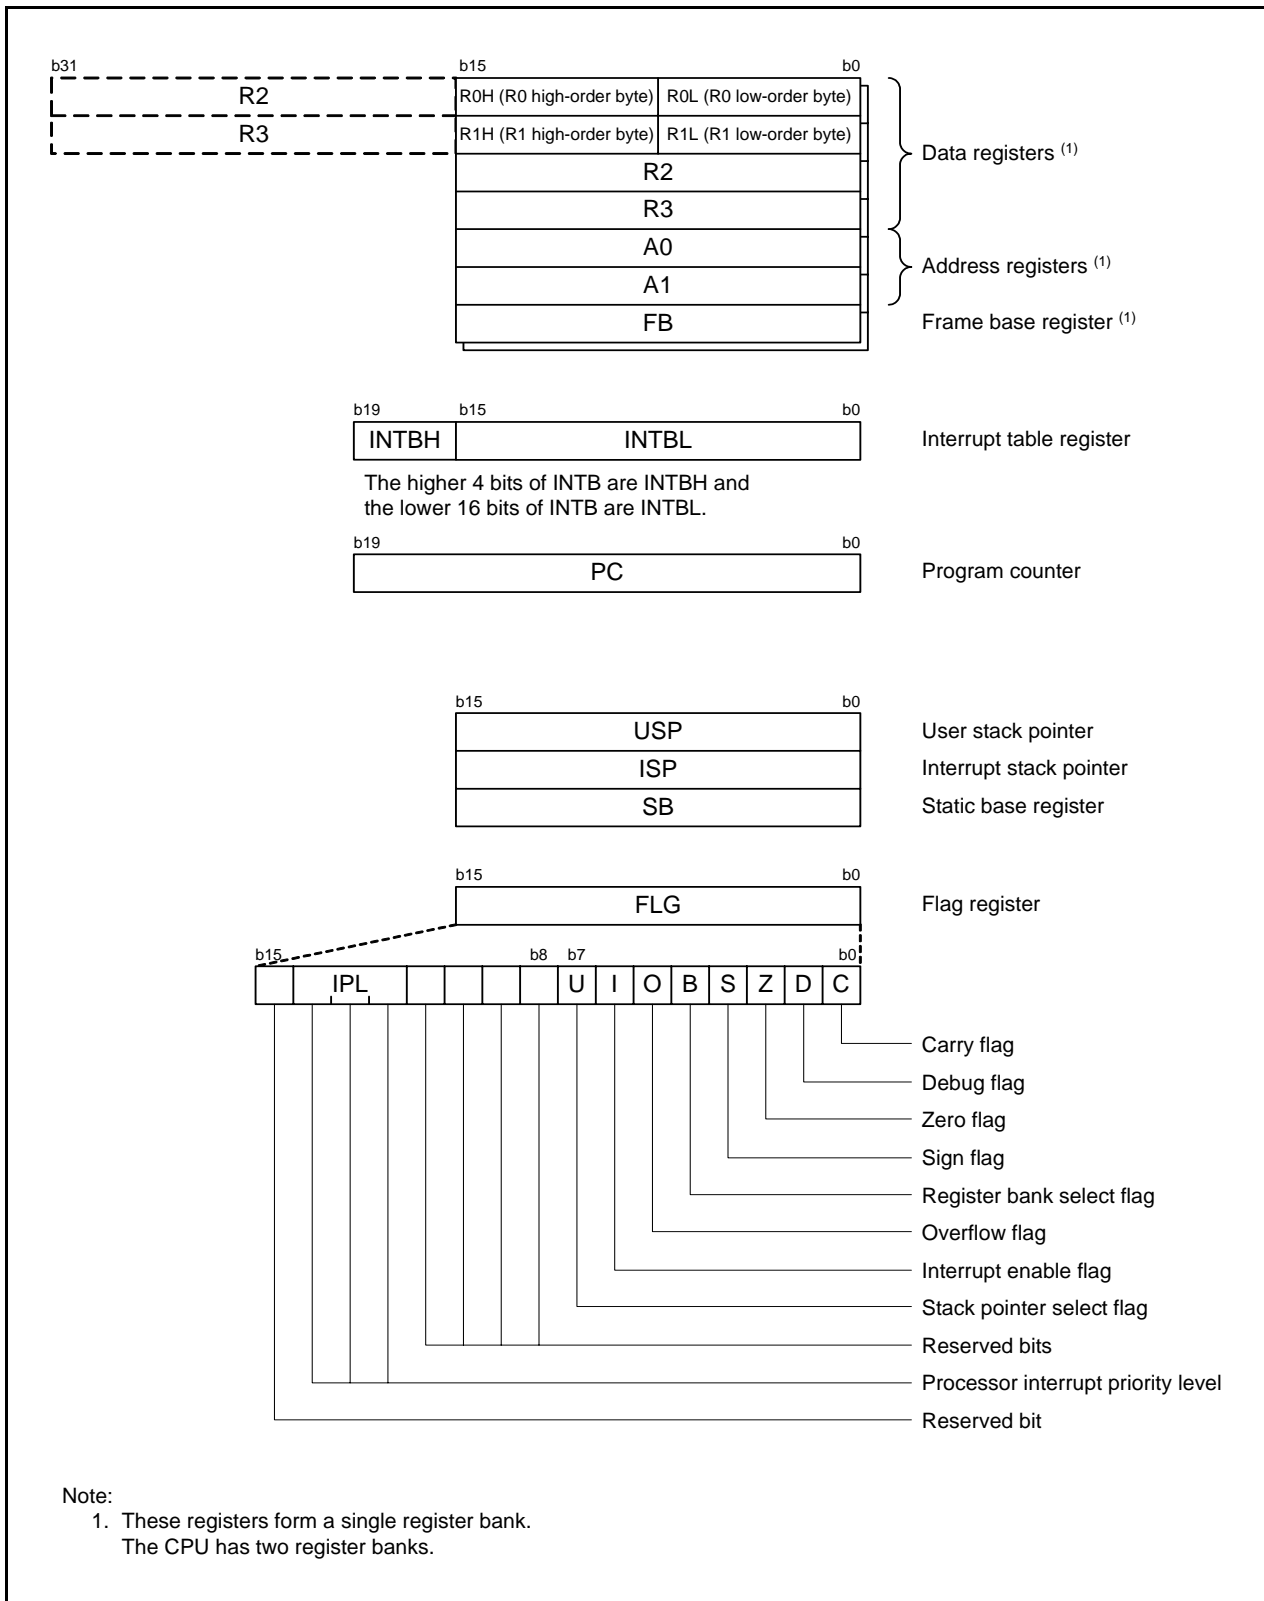 b31 b15 b0
R2 R0H (R0 high-order byte) R0L (R0 low-order byte)
R3 R1H (R1 high-order byte) R1L (R1 low-order byte)
Data registers (1)
R2
R3
A0
Address registers (1)
A1
FB Frame base register (1)
b19 b15 b0
INTBH INTBL Interrupt table register
The higher 4 bits of INTB are INTBH and
the lower 16 bits of INTB are INTBL.
b19 b0
PC Program counter
b15 b0
USP User stack pointer
ISP Interrupt stack pointer
SB Static base register
b15 b0
FLG Flag register
b15 b8 b7 b0
IPL U I O B S Z D C
Carry flag
Debug flag
Zero flag
Sign flag
Register bank select flag
Overflow flag
Interrupt enable flag
Stack pointer select flag
Reserved bits
Processor interrupt priority level
Reserved bit
Note:
1. These registers form a single register bank.
The CPU has two register banks.